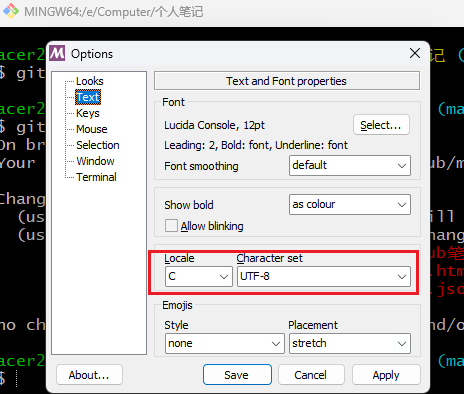 MINGW64:/e/Computer/个人笔记
Options
Looks
Text
Keys
Mouse
Selection
Window
Terminal
Text and Font properties
Font
Lucida Console, 12pt
Select...
Leading: 2, Bold: font, Underline: font
Font smoothing
default
Show bold
as colour
Allow blinking
Locale
Character set
C
UTF-8
Emojis
Style
Placement
none
stretch
About...
Save
Cancel
Apply
acer2
记 (
$ git
acer2
(ma
$ git
On br
Your
ub/m
Chang
(us
ill
(us
hang
ub笔
.htm
.jso
no ch
nd/o
acer2
(ma
$